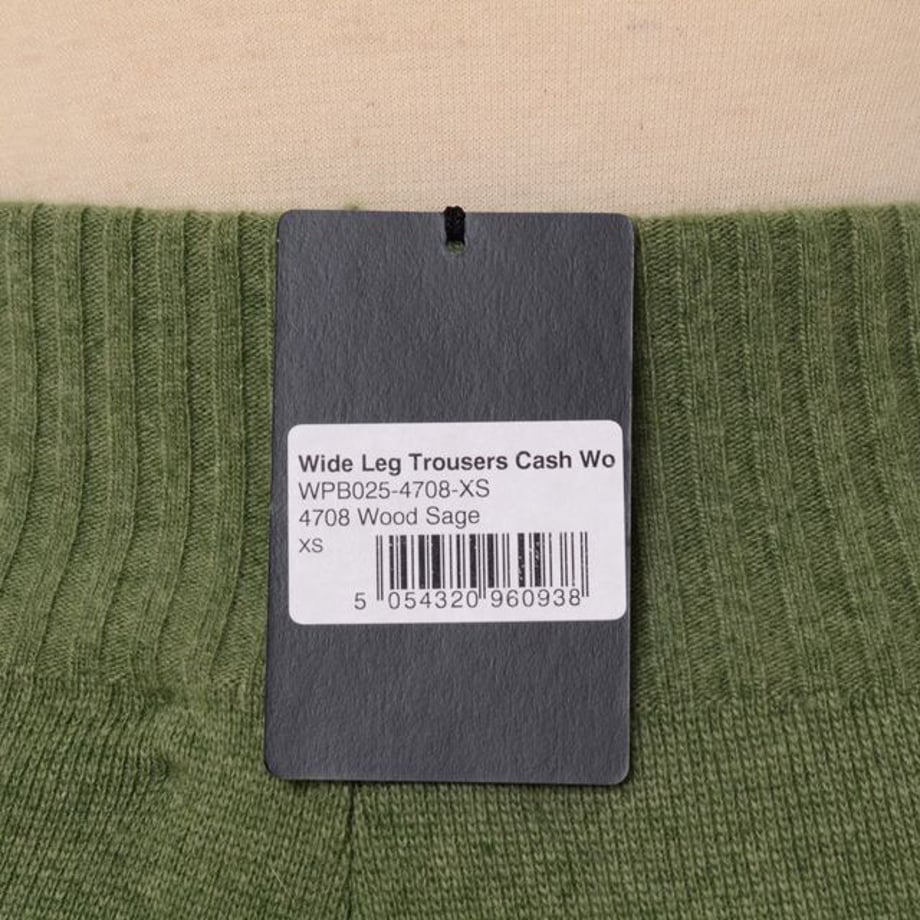 Wide Leg Trousers Cash Wo
WPB025-4708-XS
4708 Wood Sage
XS
5 054320 960938